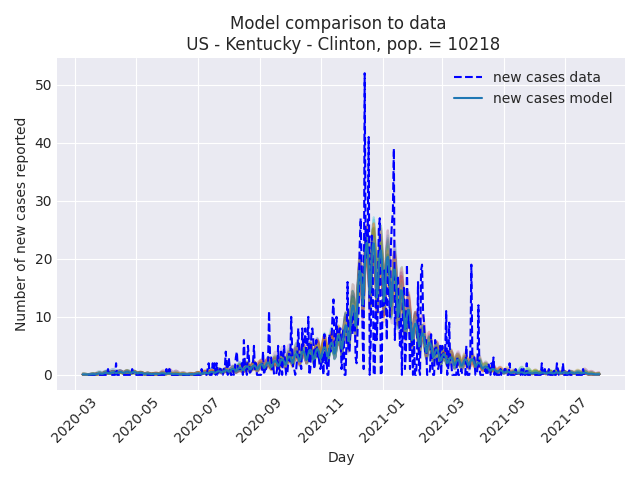 Model comparison to data
US - Kentucky - Clinton, pop. = 10218
new cases data
new cases model
Number of new cases reported
50
40
30
20
10
0
2020-03
2020-05
2020-07
2020-09
2020-11
2021-01
2021-03
2021-05
2021-07
Day